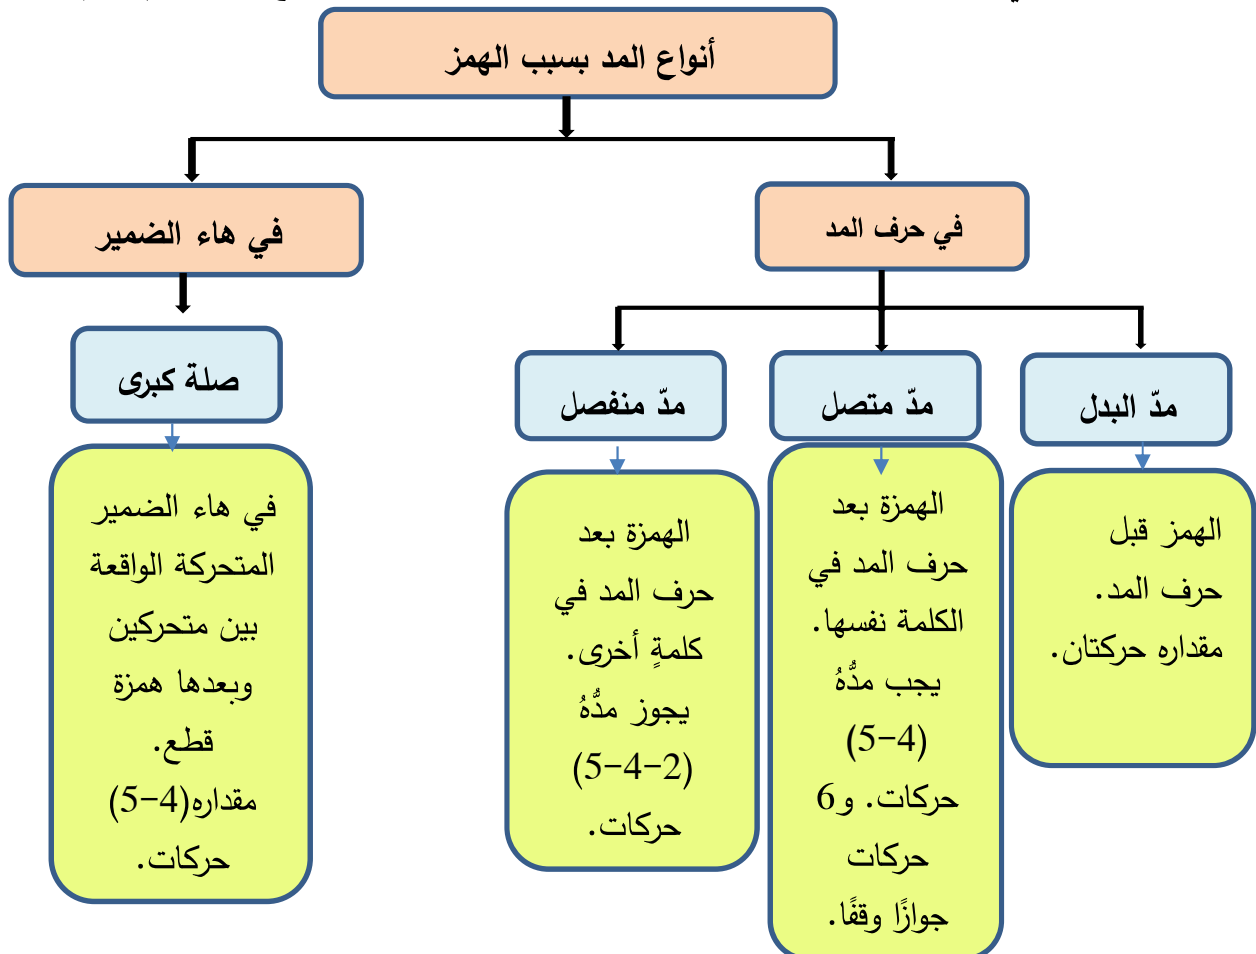 أنواع المد بسبب الهمز
في حرف المد
في هاء الضمير
مدّ البدل
مدّ متصل
مدّ منفصل
صلة كبرى
الهمز قبل
حرف المد.
مقداره حركتان.
الهمزة بعد
حرف المد في
الكلمة نفسها.
يجب مدُّهُ
(4-5)
حركات. و6
حركات
جوازًا وقفًا.
الهمزة بعد
حرف المد في
كلمةٍ أخرى.
يجوز مدُّهُ
(2-4-5)
حركات.
في هاء الضمير
المتحركة الواقعة
بين متحركين
وبعدها همزة
قطع.
مقداره(4-5)
حركات.